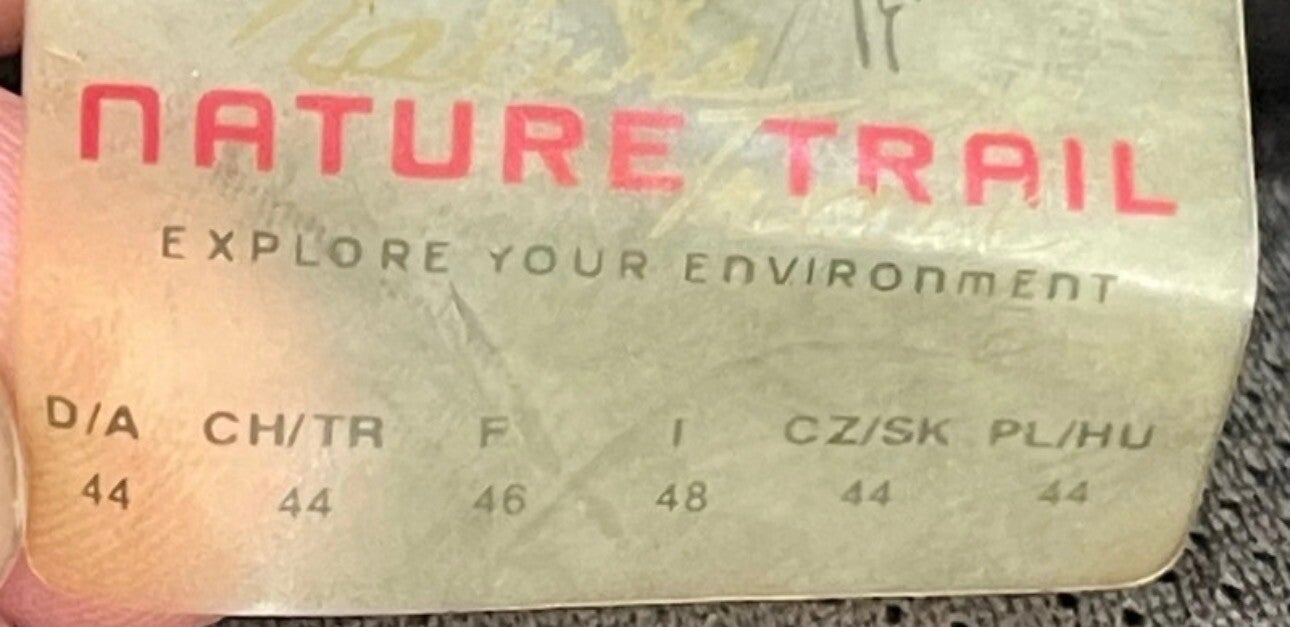 NATURE TRAIL
EXPLORE YOUR ENVIRONMENT
D/A CH/TR F I CZ/SK PL/HU
44 44 46 48 44 44